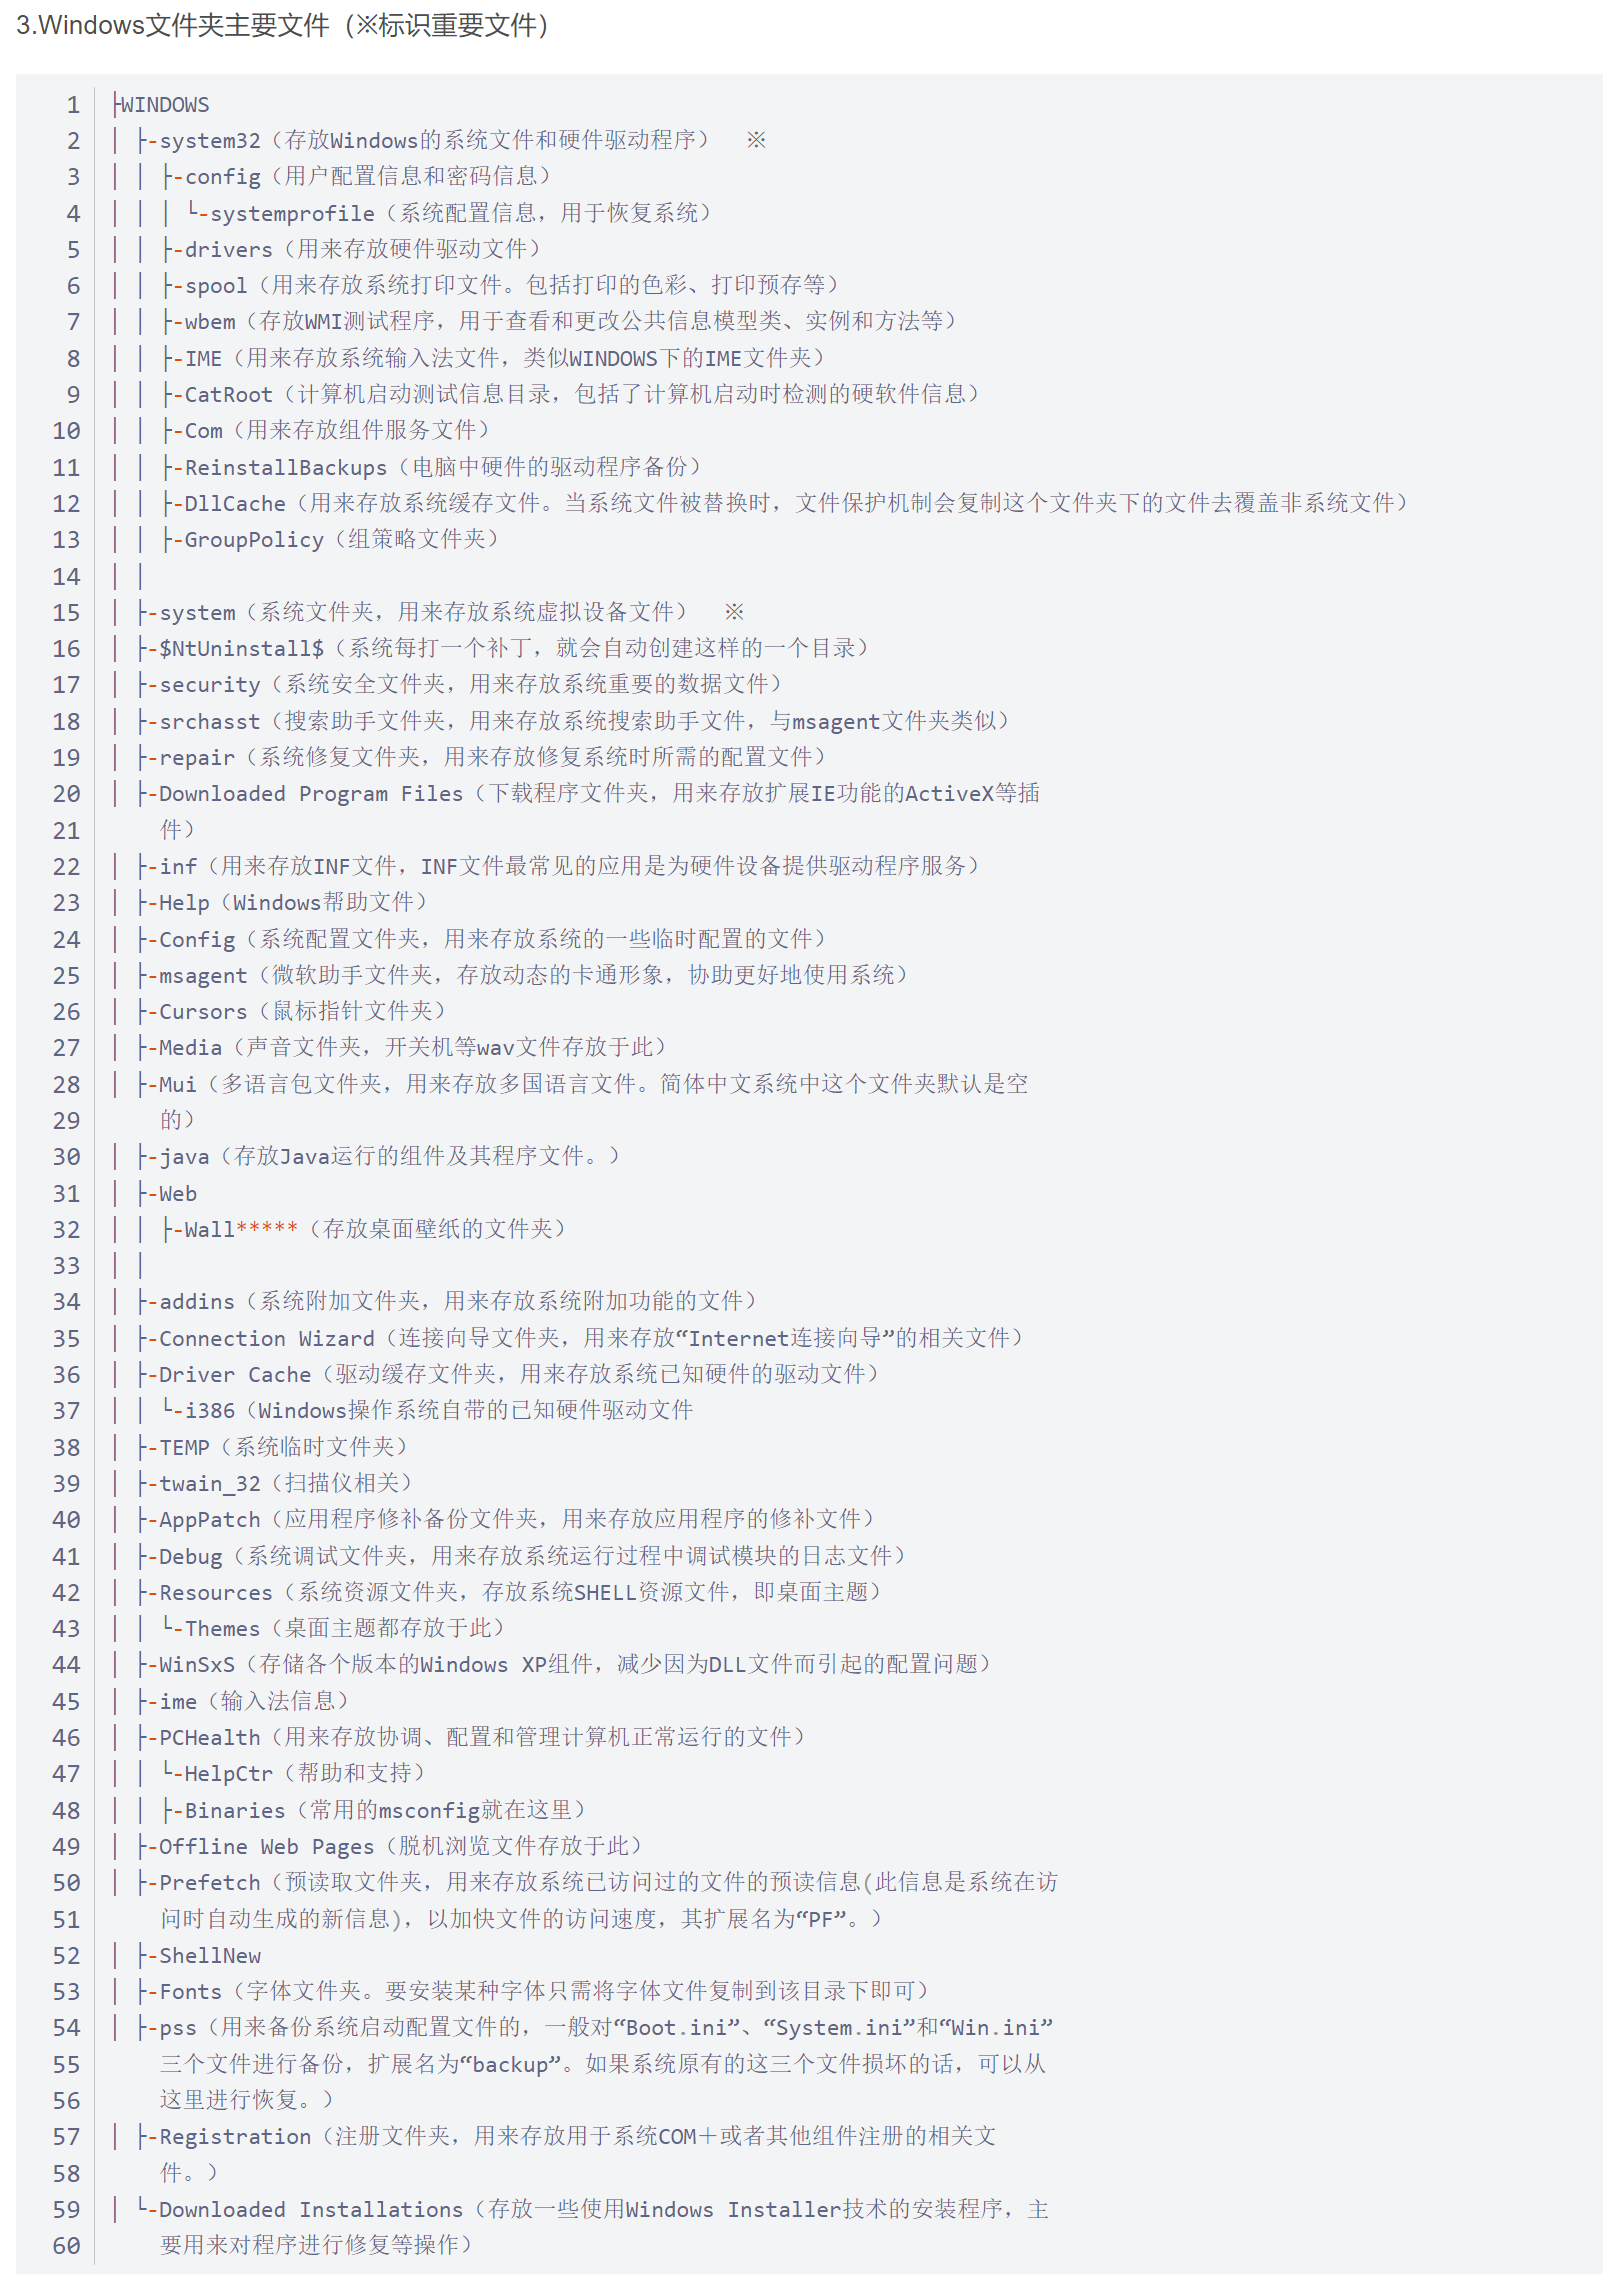 3.Windows文件夹主要文件（※标识重要文件）
1 ├WINDOWS
2 │ ├-system32（存放Windows的系统文件和硬件驱动程序） ※
3 │ │ ├-config（用户配置信息和密码信息）
4 │ │ │ └-systemprofile（系统配置信息，用于恢复系统）
5 │ │ ├-drivers（用来存放硬件驱动文件）
6 │ │ ├-spool（用来存放系统打印文件。包括打印的色彩、打印预存等）
7 │ │ ├-wbem（存放WMI测试程序，用于查看和更改公共信息模型类、实例和方法等）
8 │ │ ├-IME（用来存放系统输入法文件，类似WINDOWS下的IME文件夹）
9 │ │ ├-CatRoot（计算机启动测试信息目录，包括了计算机启动时检测的硬软件信息）
10 │ │ ├-Com（用来存放组件服务文件）
11 │ │ ├-ReinstallBackups（电脑中硬件的驱动程序备份）
12 │ │ ├-DllCache（用来存放系统缓存文件。当系统文件被替换时，文件保护机制会复制这个文件夹下的文件去覆盖非系统文件）
13 │ │ ├-GroupPolicy（组策略文件夹）
14 │ │
15 │ ├-system（系统文件夹，用来存放系统虚拟设备文件） ※
16 │ ├-$NtUninstall$（系统每打一个补丁，就会自动创建这样的一个目录）
17 │ ├-security（系统安全文件夹，用来存放系统重要的数据文件）
18 │ ├-srchasst（搜索助手文件夹，用来存放系统搜索助手文件，与msagent文件夹类似）
19 │ ├-repair（系统修复文件夹，用来存放修复系统时所需的配置文件）
20 │ ├-Downloaded Program Files（下载程序文件夹，用来存放扩展IE功能的ActiveX等插
21 件）
22 │ ├-inf（用来存放INF文件，INF文件最常见的应用是为硬件设备提供驱动程序服务）
23 │ ├-Help（Windows帮助文件）
24 │ ├-Config（系统配置文件夹，用来存放系统的一些临时配置的文件）
25 │ ├-msagent（微软助手文件夹，存放动态的卡通形象，协助更好地使用系统）
26 │ ├-Cursors（鼠标指针文件夹）
27 │ ├-Media（声音文件夹，开关机等wav文件存放于此）
28 │ ├-Mui（多语言包文件夹，用来存放多国语言文件。简体中文系统中这个文件夹默认是空
29 的）
30 │ ├-java（存放Java运行的组件及其程序文件。）
31 │ ├-Web
32 │ │ ├-Wall*****（存放桌面壁纸的文件夹）
33 │ │
34 │ ├-addins（系统附加文件夹，用来存放系统附加功能的文件）
35 │ ├-Connection Wizard（连接向导文件夹，用来存放“Internet连接向导”的相关文件）
36 │ ├-Driver Cache（驱动缓存文件夹，用来存放系统已知硬件的驱动文件）
37 │ │ └-i386（Windows操作系统自带的已知硬件驱动文件
38 │ ├-TEMP（系统临时文件夹）
39 │ ├-twain_32（扫描仪相关）
40 │ ├-AppPatch（应用程序修补备份文件夹，用来存放应用程序的修补文件）
41 │ ├-Debug（系统调试文件夹，用来存放系统运行过程中调试模块的日志文件）
42 │ ├-Resources（系统资源文件夹，存放系统SHELL资源文件，即桌面主题）
43 │ │ └-Themes（桌面主题都存放于此）
44 │ ├-WinSxS（存储各个版本的Windows XP组件，减少因为DLL文件而引起的配置问题）
45 │ ├-ime（输入法信息）
46 │ ├-PCHealth（用来存放协调、配置和管理计算机正常运行的文件）
47 │ │ └-HelpCtr（帮助和支持）
48 │ │ ├-Binaries（常用的msconfig就在这里）
49 │ ├-Offline Web Pages（脱机浏览文件存放于此）
50 │ ├-Prefetch（预读取文件夹，用来存放系统已访问过的文件的预读信息(此信息是系统在访
51 问时自动生成的新信息)，以加快文件的访问速度，其扩展名为“PF”。）
52 │ ├-ShellNew
53 │ ├-Fonts（字体文件夹。要安装某种字体只需将字体文件复制到该目录下即可）
54 │ ├-pss（用来备份系统启动配置文件的，一般对“Boot.ini”、“System.ini”和“Win.ini”
55 三个文件进行备份，扩展名为“backup”。如果系统原有的这三个文件损坏的话，可以从
56 这里进行恢复。）
57 │ ├-Registration（注册文件夹，用来存放用于系统COM＋或者其他组件注册的相关文
58 件。）
59 │ └-Downloaded Installations（存放一些使用Windows Installer技术的安装程序，主
60 要用来对程序进行修复等操作）